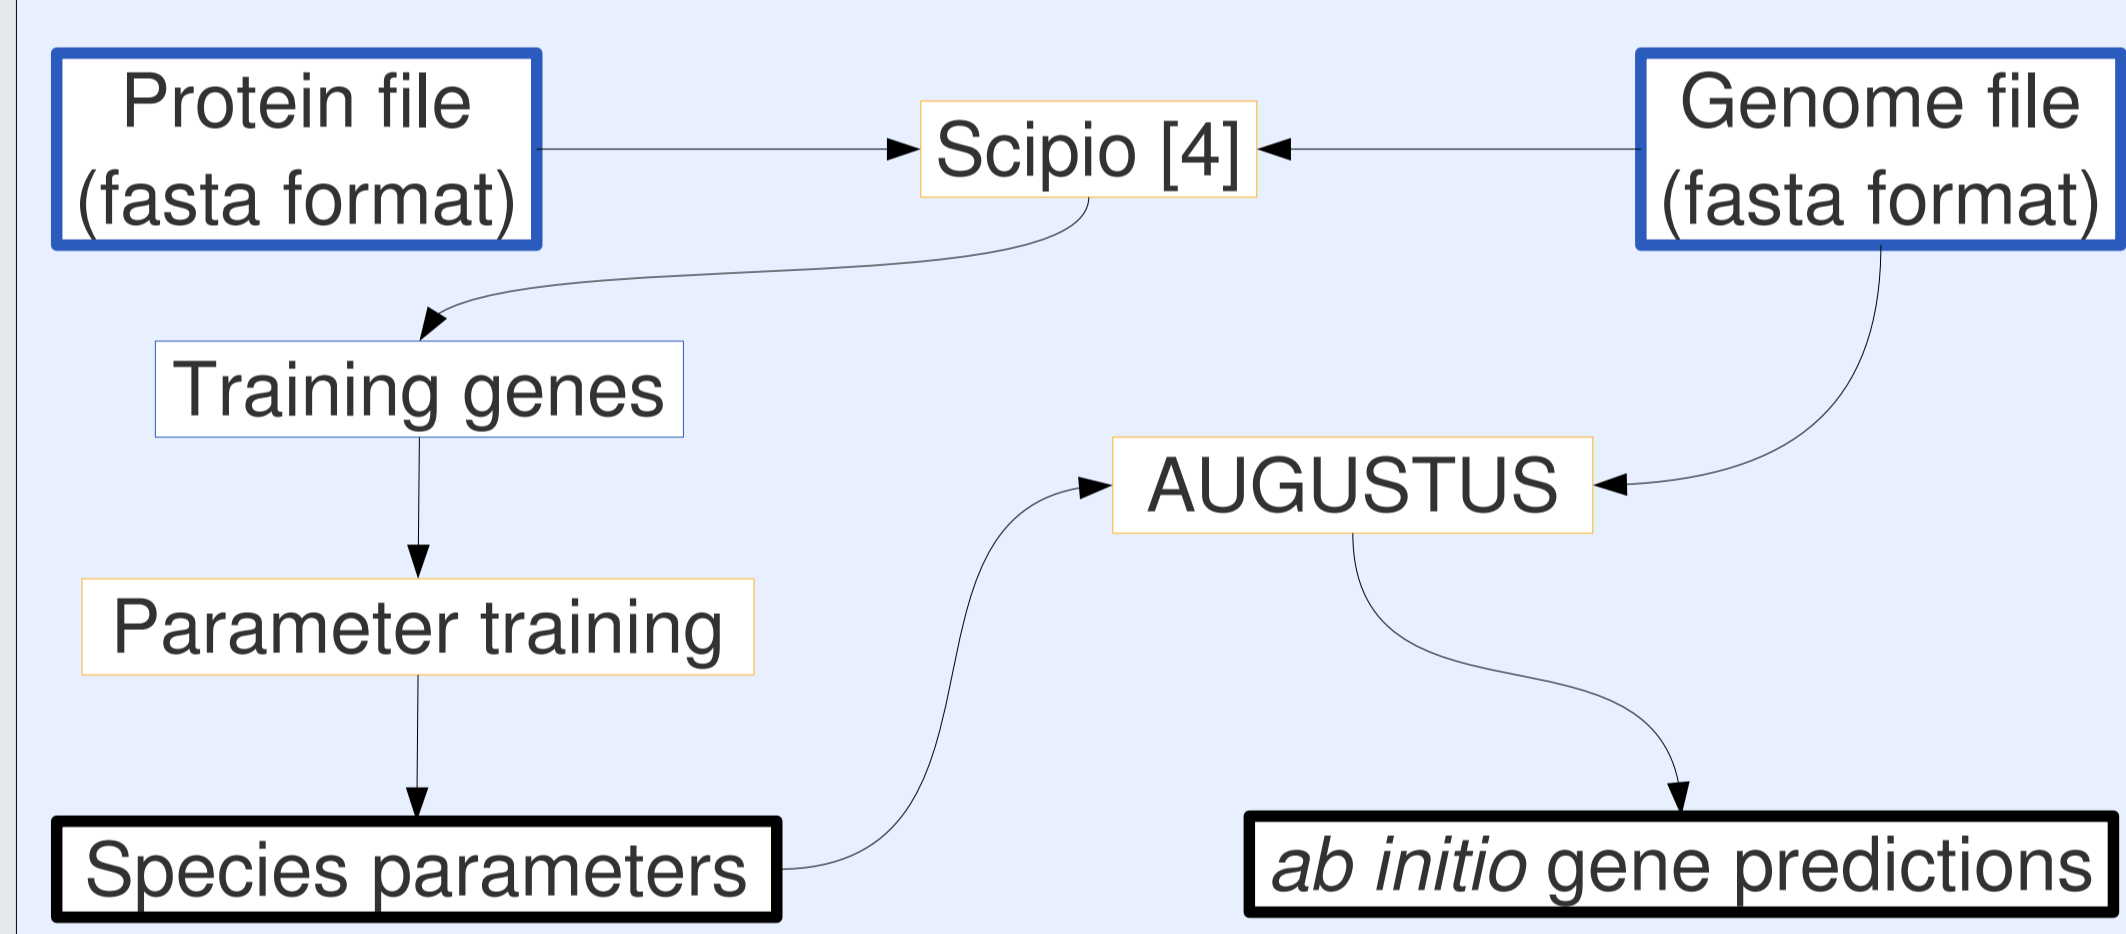 Protein file
(fasta format)
Scipio [4]
Genome file
(fasta format)
Training genes
AUGUSTUS
Parameter training
Species parameters
ab initio gene predictions